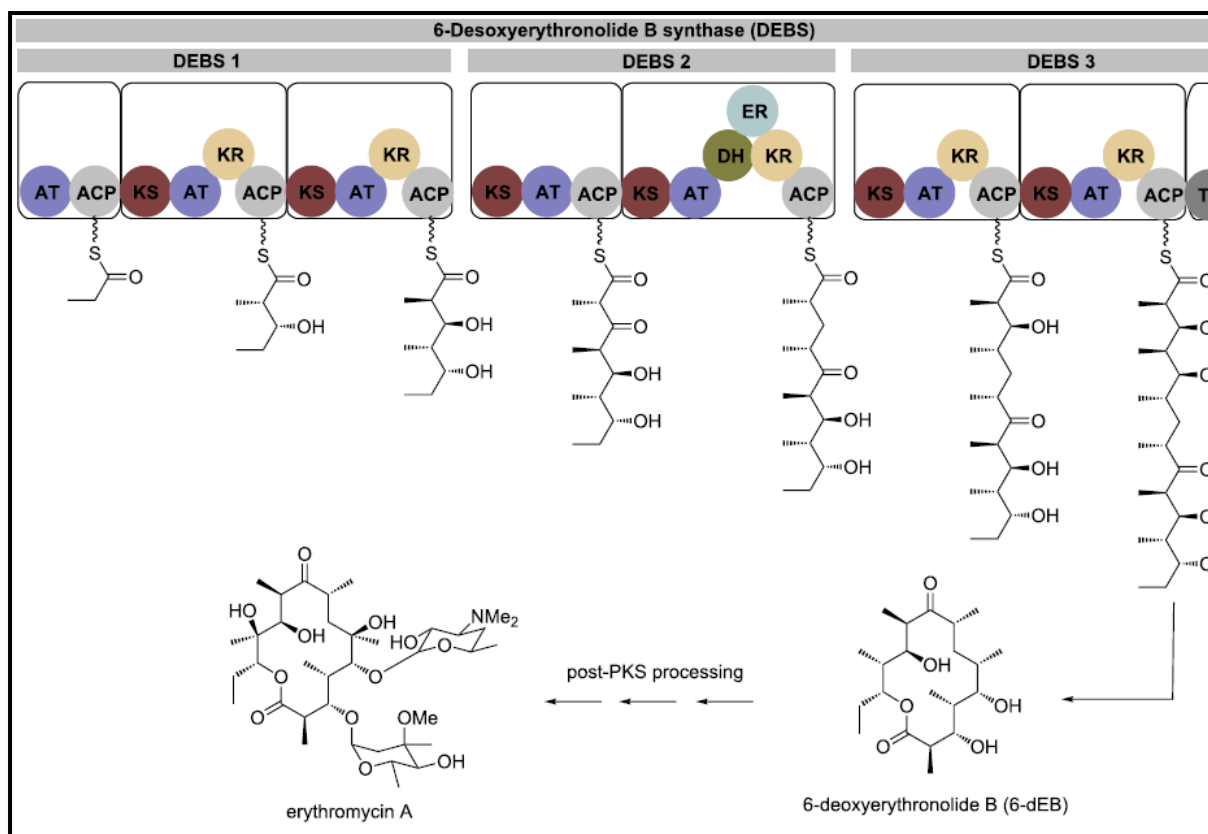 6-Desoxyerythronolide B synthase (DEBS)
DEBS 1 DEBS 2 DEBS 3
ER
KR KR DH KR KR KR
AT ACP KS AT ACP KS AT ACP KS AT ACP KS AT ACP KS AT ACP KS AT ACP T
S S S S S S S
O O O O O O O
OH OH O OH O
OH OH O O
OH O OH O
OH OH O O
OH OH O
O O
HO OH NMe2
OH HO
O O O post-PKS processing OH
O O OMe O OH
O OH O OH
erythromycin A 6-deoxyerythronolide B (6-dEB)